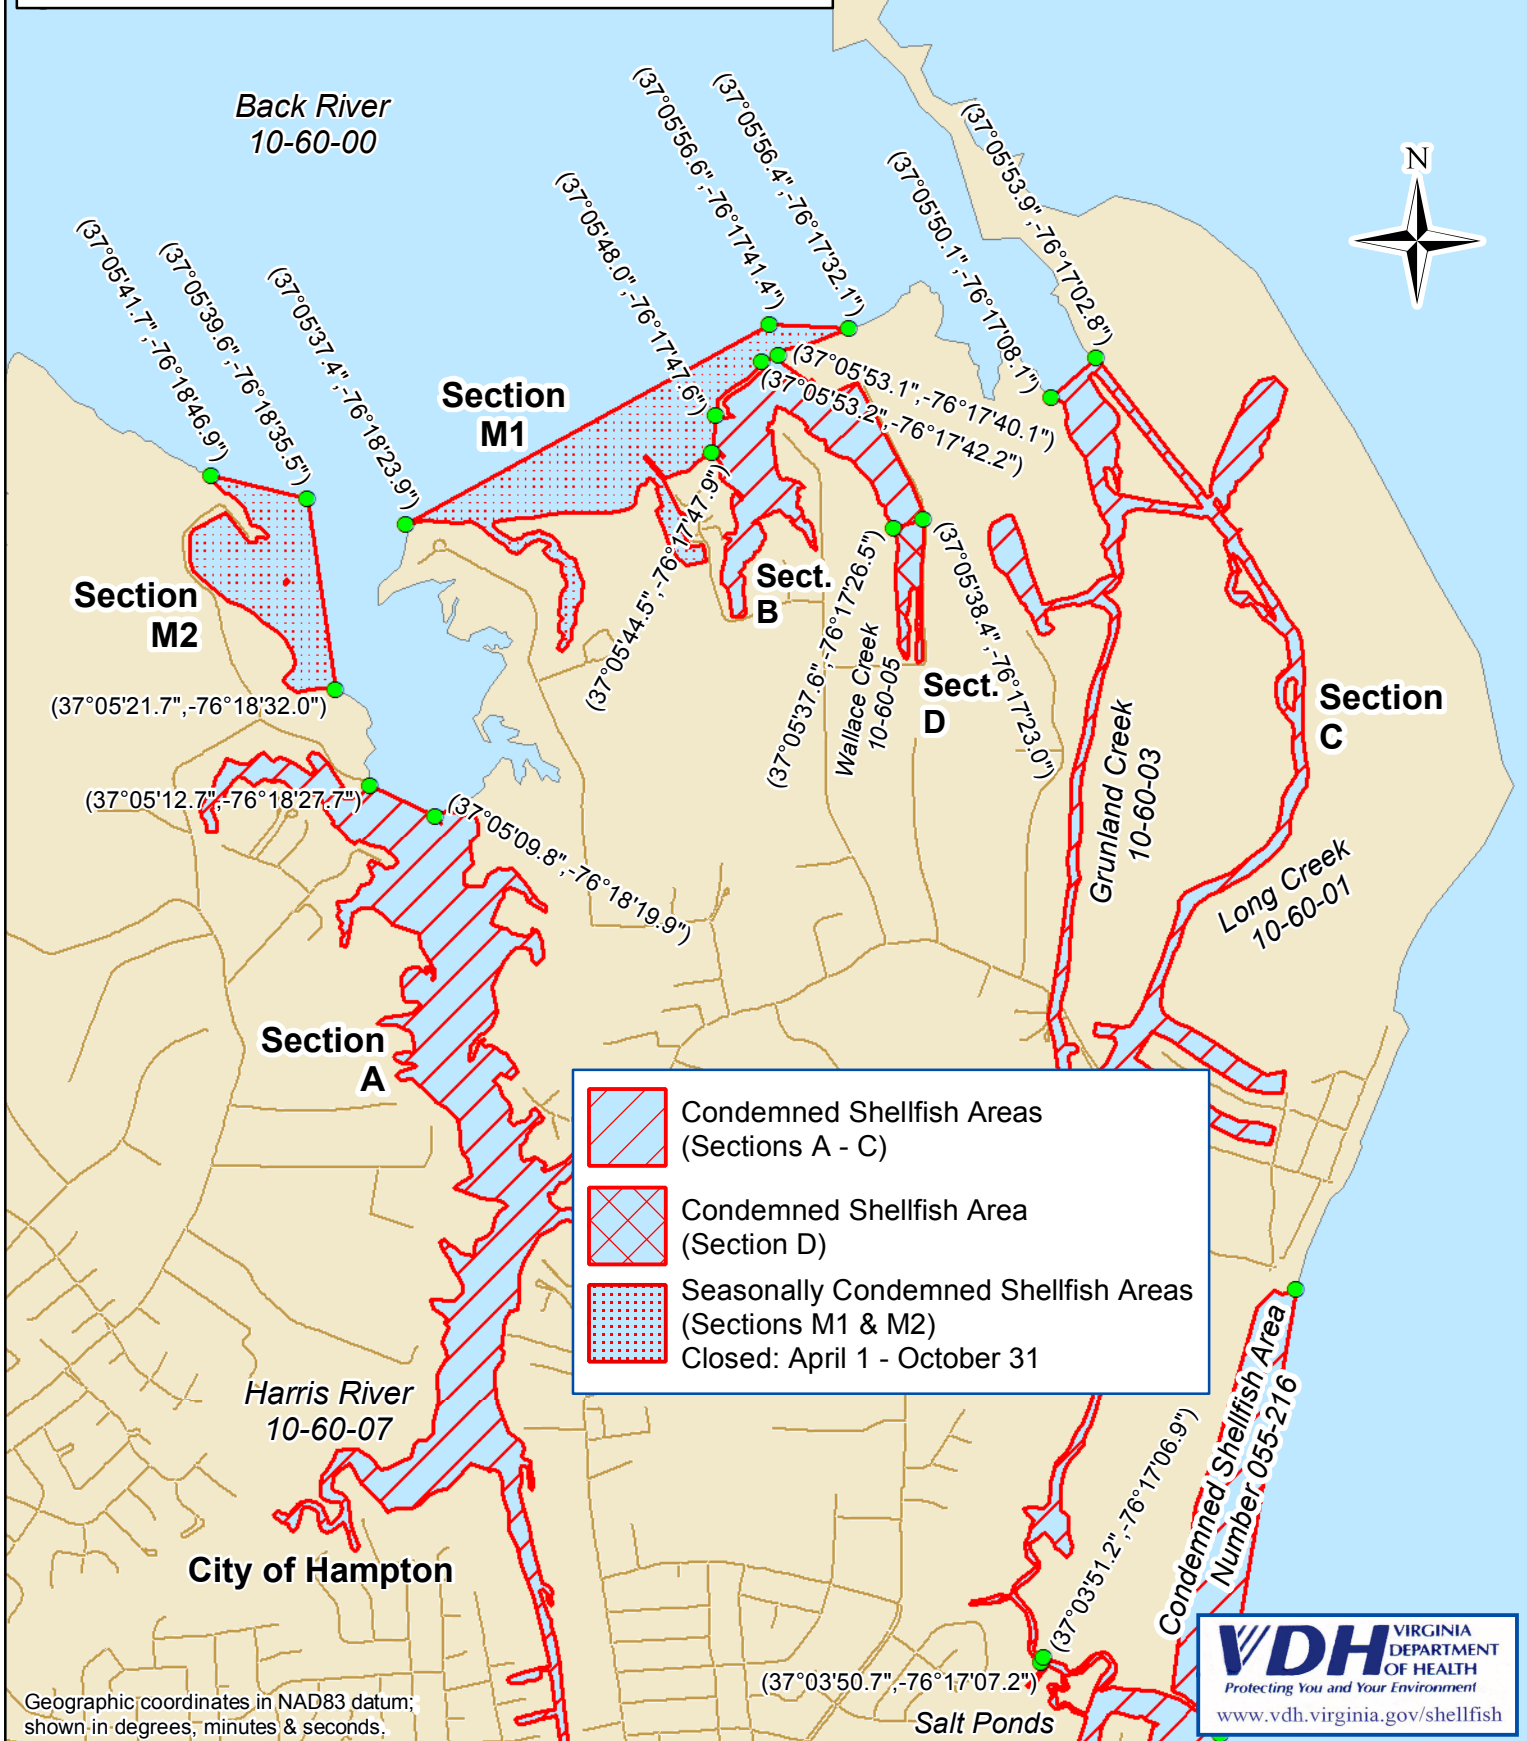 Back River
10-60-00
(37°05'56.6",-76°17'41.4")
(37°05'56.4",-76°17'32.1")
(37°05'53.9",-76°17'02.8")
(37°05'50.1",-76°17'08.1")
N
(37°05'48.0",-76°17'47.6")
(37°05'41.7",-76°18'46.9")
(37°05'39.6",-76°18'35.5")
(37°05'37.4",-76°18'23.9")
Section
M1
(37°05'53.1",-76°17'40.1")
(37°05'53.2",-76°17'42.2")
(37°05'44.5",-76°17'47.9")
Section
M2
Sect.
B
(37°05'37.6",-76°17'26.5")
(37°05'38.4",-76°17'23.0")
Wallace Creek
10-60-05
Sect.
D
Section
C
(37°05'21.7",-76°18'32.0")
(37°05'12.7",-76°18'27.7")
(37°05'09.8",-76°18'19.9")
Grunland Creek
10-60-03
Long Creek
10-60-01
Section
A
Condemned Shellfish Areas
(Sections A - C)
Condemned Shellfish Area
(Section D)
Seasonally Condemned Shellfish Areas
(Sections M1 & M2)
Closed: April 1 - October 31
Harris River
10-60-07
Condemned Shellfish Area
Number 055-216
City of Hampton
(37°03'51.2",-76°17'06.9")
(37°03'50.7",-76°17'07.2")
Salt Ponds
Geographic coordinates in NAD83 datum;
shown in degrees, minutes & seconds.
VDH VIRGINIA
DEPARTMENT
OF HEALTH
Protecting You and Your Environment
www.vdh.virginia.gov/shellfish